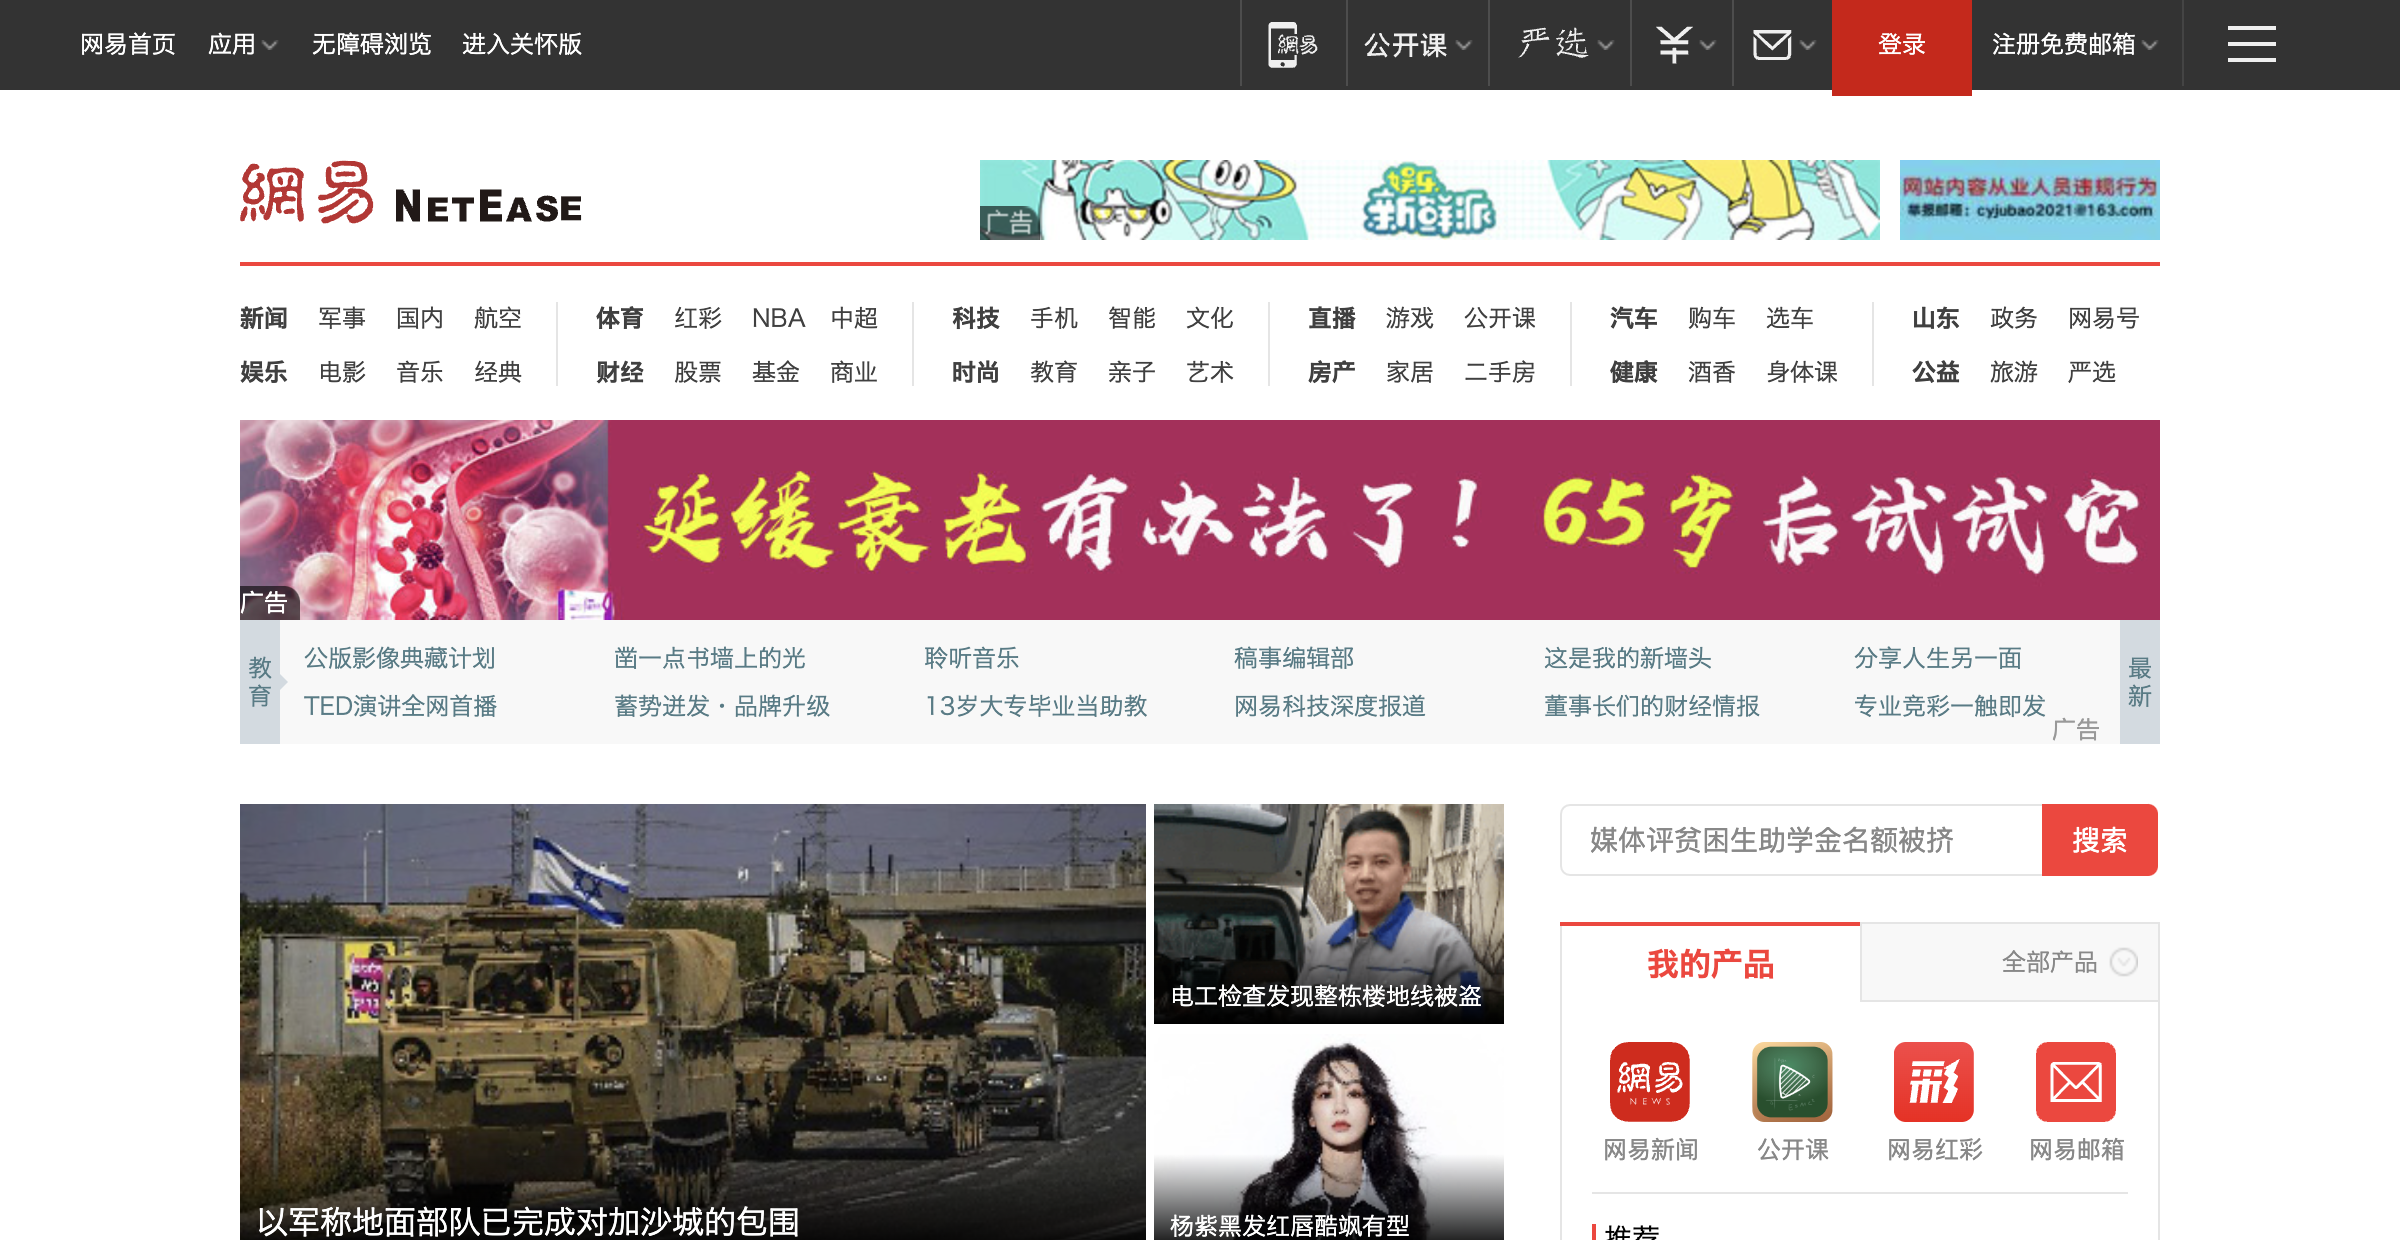 网易首页 应用 无障碍浏览 进入关怀版 網易 公开课 严选 登录 注册免费邮箱
網易 NETEASE
广告 娱乐新鲜派
网站内容从业人员违规行为
举报邮箱：cyjubao2021@163.com
新闻 军事 国内 航空 体育 红彩 NBA 中超 科技 手机 智能 文化 直播 游戏 公开课 汽车 购车 选车 山东 政务 网易号
娱乐 电影 音乐 经典 财经 股票 基金 商业 时尚 教育 亲子 艺术 房产 家居 二手房 健康 酒香 身体课 公益 旅游 严选
延缓衰老有办法了！65岁后试试它
广告
教育
公版影像典藏计划 凿一点书墙上的光 聆听音乐 稿事编辑部 这是我的新墙头 分享人生另一面
TED演讲全网首播 蓄势迸发・品牌升级 13岁大专毕业当助教 网易科技深度报道 董事长们的财经情报 专业竞彩一触即发
广告
最新
以军称地面部队已完成对加沙城的包围
电工检查发现整栋楼地线被盗
杨紫黑发红唇酷飒有型
媒体评贫困生助学金名额被挤 搜索
我的产品 全部产品
網易 NEWS 彩
网易新闻 公开课 网易红彩 网易邮箱
推荐